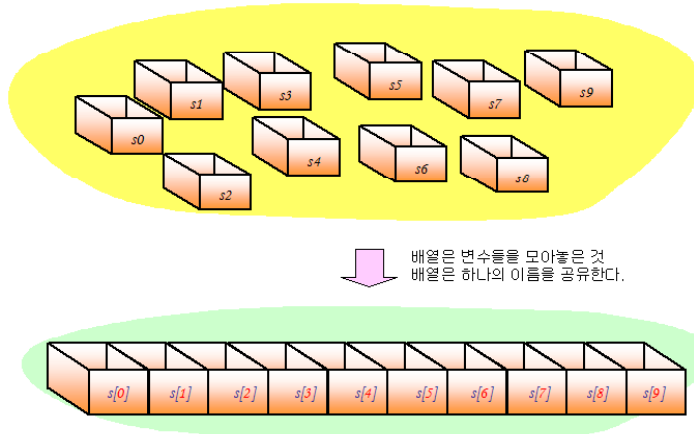 s1
s3
s5
s7
s9
s0
s2
s4
s6
s8
배열은 변수들을 모아놓은 것
배열은 하나의 이름을 공유한다.
s[0] s[1] s[2] s[3] s[4] s[5] s[6] s[7] s[8] s[9]